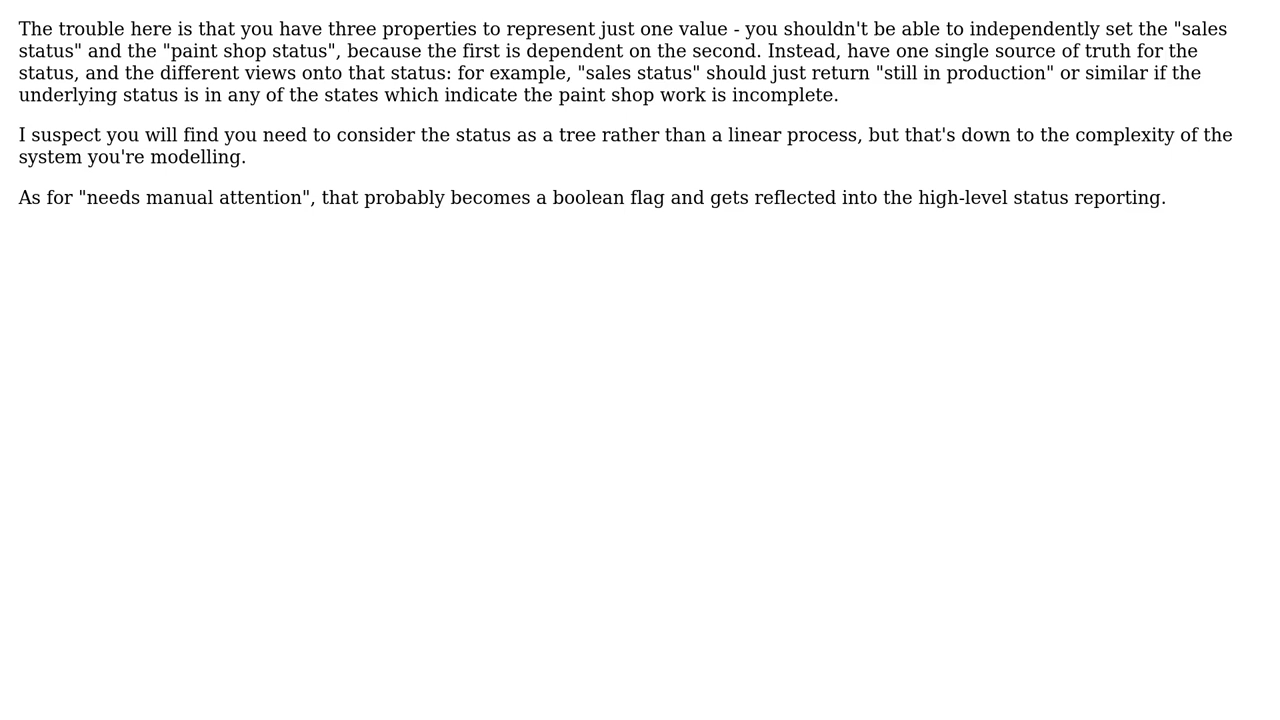 The trouble here is that you have three properties to represent just one value - you shouldn't be able to independently set the "sales
status" and the "paint shop status", because the first is dependent on the second. Instead, have one single source of truth for the
status, and the different views onto that status: for example, "sales status" should just return "still in production" or similar if the
underlying status is in any of the states which indicate the paint shop work is incomplete.
I suspect you will find you need to consider the status as a tree rather than a linear process, but that's down to the complexity of the
system you're modelling.
As for "needs manual attention", that probably becomes a boolean flag and gets reflected into the high-level status reporting.